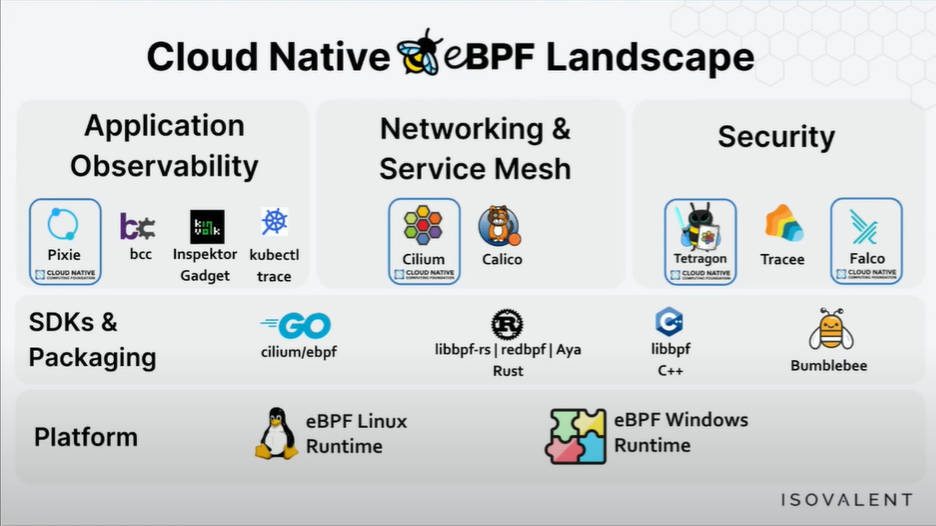 Cloud Native eBPF Landscape
Application
Observability
Pixie
CLOUD NATIVE
COMPUTING FOUNDATION
bc
bcc
kin
volk
Inspektor
Gadget
kubectl
trace
Networking &
Service Mesh
Cilium
CLOUD NATIVE
COMPUTING FOUNDATION
Calico
Security
Tetragon
CLOUD NATIVE
COMPUTING FOUNDATION
Tracee
Falco
CLOUD NATIVE
COMPUTING FOUNDATION
SDKs &
Packaging
GO
cilium/ebpf
R
libbpf-rs | redbpf | Aya
Rust
C++
libbpf
C++
Bumblebee
Platform
eBPF Linux
Runtime
eBPF Windows
Runtime
ISOVALENT